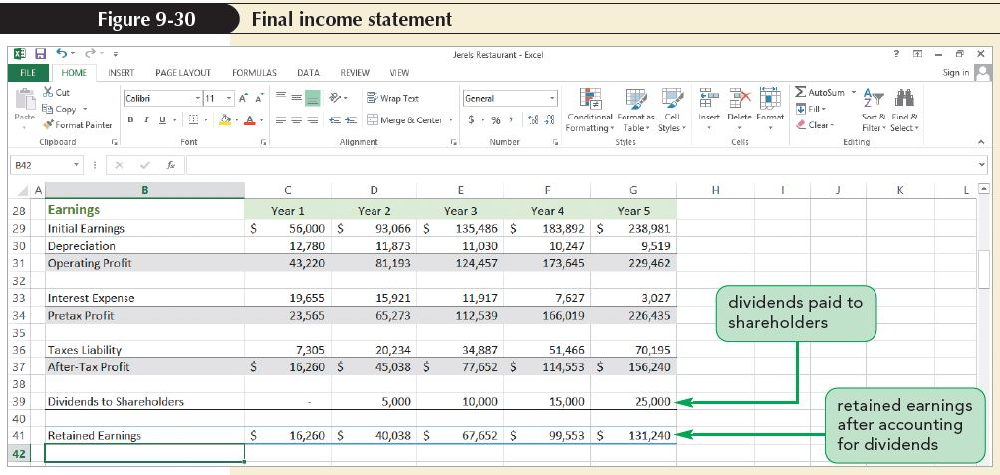 Figure 9-30 Final income statement
Jerels Restaurant - Excel
FILE HOME INSERT PAGE LAYOUT FORMULAS DATA REVIEW VIEW Sign in
Cut Calibri 11 A A Wrap Text General AutoSum
Paste Copy Fill
Format Painter B I U A Merge & Center $ % , Conditional Format as Cell Insert Delete Format Clear Sort & Find &
Formatting Table Styles Filter Select
Clipboard Font Alignment Number Styles Cells Editing
B42 fx
A B C D E F G H I J K L
28 Earnings Year 1 Year 2 Year 3 Year 4 Year 5
29 Initial Earnings $ 56,000 $ 93,066 $ 135,486 $ 183,892 $ 238,981
30 Depreciation 12,780 11,873 11,030 10,247 9,519
31 Operating Profit 43,220 81,193 124,457 173,645 229,462
32
33 Interest Expense 19,655 15,921 11,917 7,627 3,027
34 Pretax Profit 23,565 65,273 112,539 166,019 226,435
35
36 Taxes Liability 7,305 20,234 34,887 51,466 70,195
37 After-Tax Profit $ 16,260 $ 45,038 $ 77,652 $ 114,553 $ 156,240
38
39 Dividends to Shareholders - 5,000 10,000 15,000 25,000
40
41 Retained Earnings $ 16,260 $ 40,038 $ 67,652 $ 99,553 $ 131,240
42
dividends paid to
shareholders
retained earnings
after accounting
for dividends